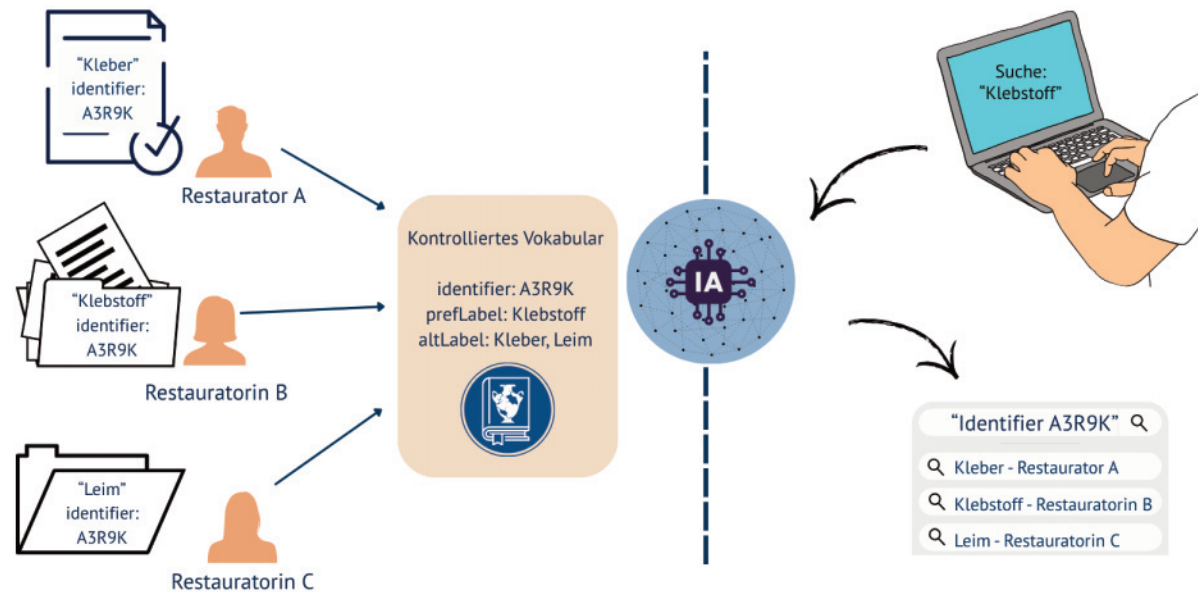 “Kleber”
identifier:
A3R9K
Restaurator A
“Klebstoff”
identifier:
A3R9K
Restauratorin B
“Leim”
identifier:
A3R9K
Restauratorin C
Kontrolliertes Vokabular
identifier: A3R9K
prefLabel: Klebstoff
altLabel: Kleber, Leim
IA
Suche:
“Klebstoff”
“Identifier A3R9K”
Kleber - Restaurator A
Klebstoff - Restauratorin B
Leim - Restauratorin C